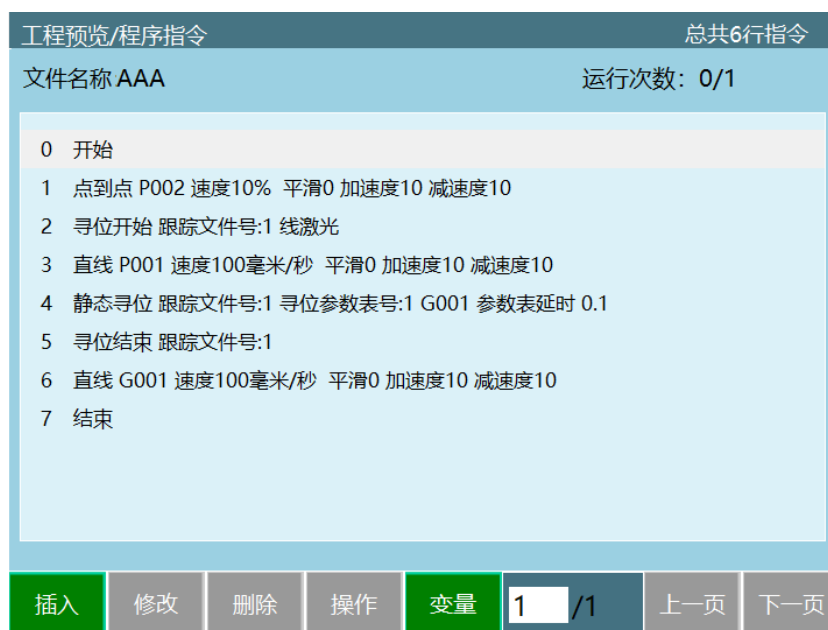 工程预览/程序指令 总共6行指令
文件名称:AAA 运行次数：0/1
0 开始
1 点到点 P002 速度10% 平滑0 加速度10 减速度10
2 寻位开始 跟踪文件号:1 线激光
3 直线 P001 速度100毫米/秒 平滑0 加速度10 减速度10
4 静态寻位 跟踪文件号:1 寻位参数表号:1 G001 参数表延时 0.1
5 寻位结束 跟踪文件号:1
6 直线 G001 速度100毫米/秒 平滑0 加速度10 减速度10
7 结束
插入 修改 删除 操作 变量 1 /1 上一页 下一页